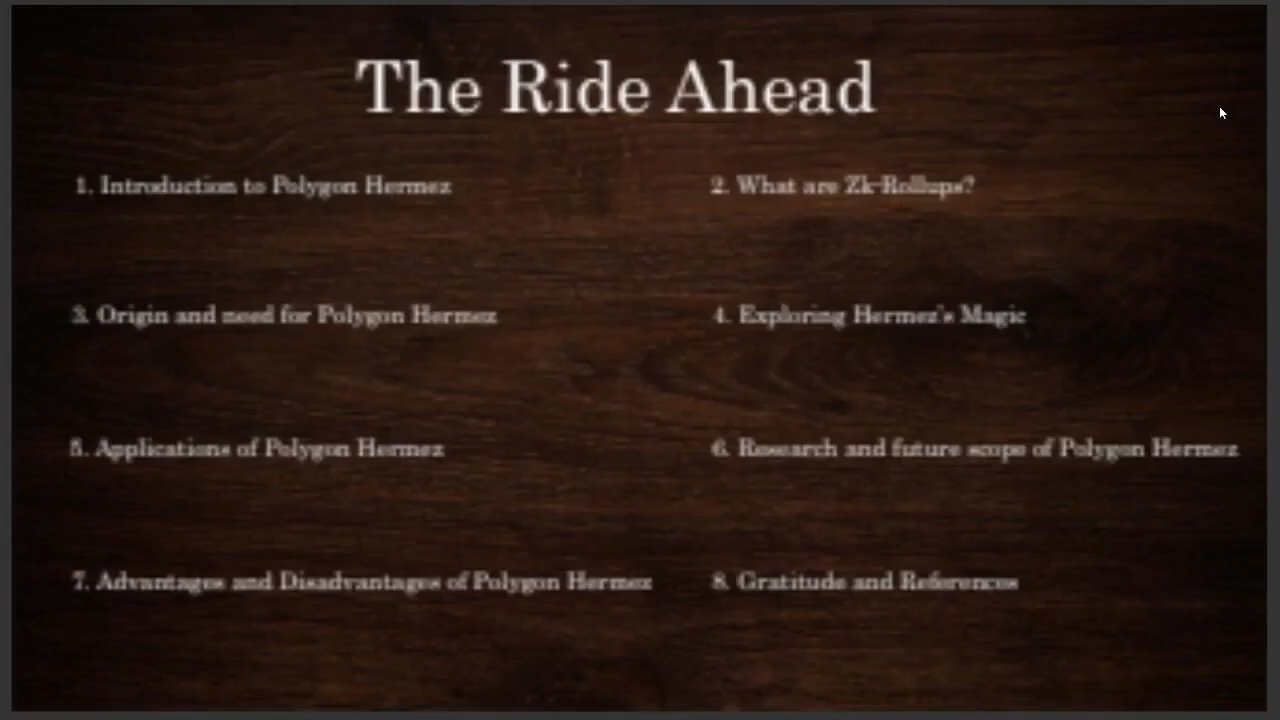 The Ride Ahead
1. Introduction to Polygon Hermez
2. What are Zk-Rollups?
3. Origin and need for Polygon Hermez
4. Exploring Hermez's Magic
5. Applications of Polygon Hermez
6. Research and future scope of Polygon Hermez
7. Advantages and Disadvantages of Polygon Hermez
8. Gratitude and References